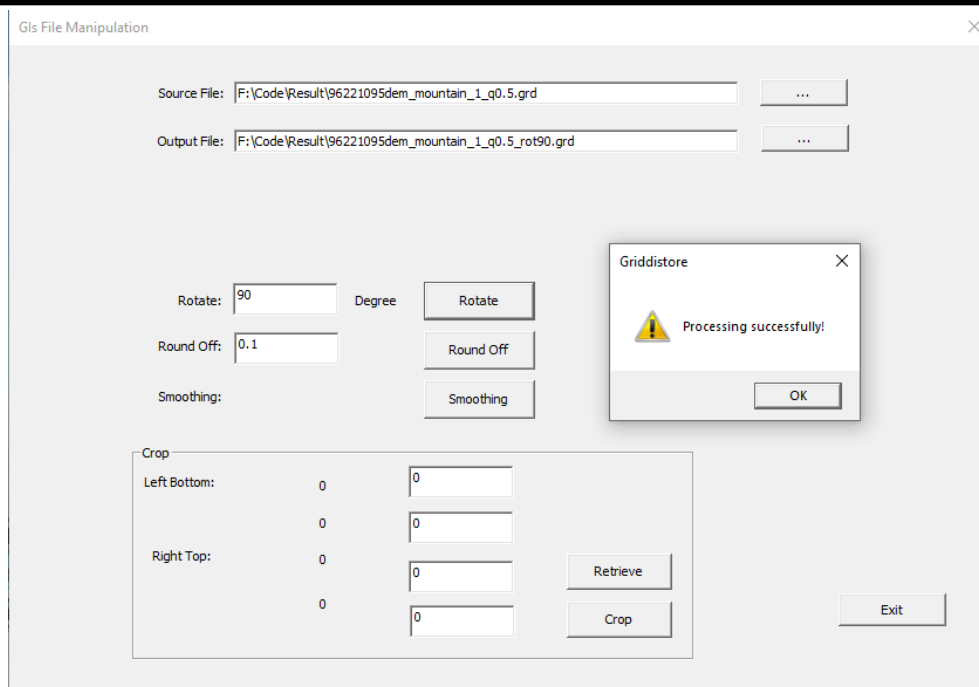 GIs File Manipulation
Source File: F:\Code\Result\96221095dem_mountain_1_q0.5.grd ...
Output File: F:\Code\Result\96221095dem_mountain_1_q0.5_rot90.grd ...
Griddistore
Processing successfully!
OK
Rotate: 90 Degree Rotate
Round Off: 0.1 Round Off
Smoothing: Smoothing
Crop
Left Bottom: 0 0
0 0
Right Top: 0 0
Retrieve
0 0
Crop
Exit